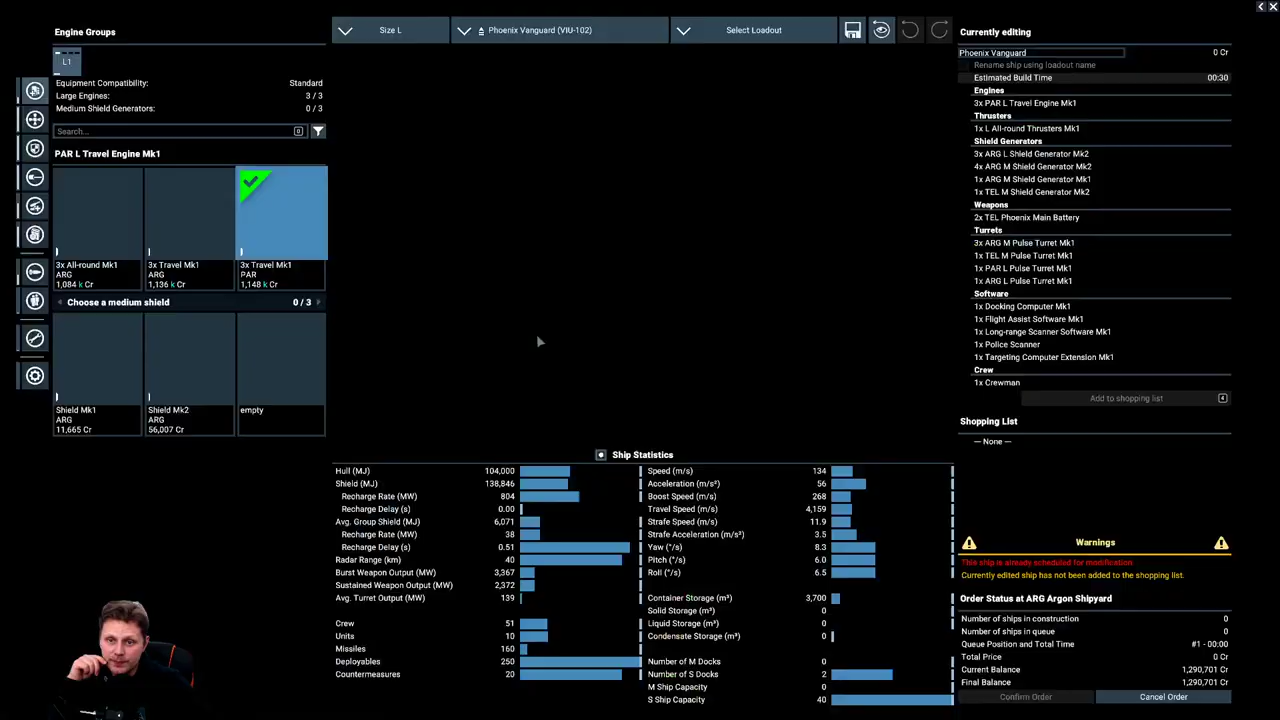 Engine Groups
L1
Equipment Compatibility: Standard
Large Engines: 3 / 3
Medium Shield Generators: 0 / 3
Search...
PAR L Travel Engine Mk1
3x All-round Mk1
ARG
1,084 k Cr
3x Travel Mk1
ARG
1,136 k Cr
3x Travel Mk1
PAR
1,148 k Cr
Choose a medium shield 0 / 3
Shield Mk1
ARG
11,665 Cr
Shield Mk2
ARG
56,007 Cr
empty
Size L
Phoenix Vanguard (VIU-102)
Select Loadout
Ship Statistics
Hull (MJ) 104,000
Shield (MJ) 138,846
Recharge Rate (MW) 804
Recharge Delay (s) 0.00
Avg. Group Shield (MJ) 6,071
Recharge Rate (MW) 38
Recharge Delay (s) 0.51
Radar Range (km) 40
Burst Weapon Output (MW) 3,367
Sustained Weapon Output (MW) 2,372
Avg. Turret Output (MW) 139
Crew 51
Units 10
Missiles 160
Deployables 250
Countermeasures 20
Speed (m/s) 134
Acceleration (m/s²) 56
Boost Speed (m/s) 268
Travel Speed (m/s) 4,159
Strafe Speed (m/s) 11.9
Strafe Acceleration (m/s²) 3.5
Yaw (°/s) 8.3
Pitch (°/s) 6.0
Roll (°/s) 6.5
Container Storage (m³) 3,700
Solid Storage (m³) 0
Liquid Storage (m³) 0
Condensate Storage (m³) 0
Number of M Docks 0
Number of S Docks 2
M Ship Capacity 0
S Ship Capacity 40
Currently editing
Phoenix Vanguard 0 Cr
Rename ship using loadout name
Estimated Build Time 00:30
Engines
3x PAR L Travel Engine Mk1
Thrusters
1x L All-round Thrusters Mk1
Shield Generators
3x ARG L Shield Generator Mk2
4x ARG M Shield Generator Mk2
1x ARG M Shield Generator Mk1
1x TEL M Shield Generator Mk2
Weapons
2x TEL Phoenix Main Battery
Turrets
3x ARG M Pulse Turret Mk1
1x TEL M Pulse Turret Mk1
1x PAR L Pulse Turret Mk1
1x ARG L Pulse Turret Mk1
Software
1x Docking Computer Mk1
1x Flight Assist Software Mk1
1x Long-range Scanner Software Mk1
1x Police Scanner
1x Targeting Computer Extension Mk1
Crew
1x Crewman
Add to shopping list
Shopping List
— None —
Warnings
This ship is already scheduled for modification.
Currently edited ship has not been added to the shopping list.
Order Status at ARG Argon Shipyard
Number of ships in construction 0
Number of ships in queue 0
Queue Position and Total Time #1 - 00:00
Total Price 0 Cr
Current Balance 1,290,701 Cr
Final Balance 1,290,701 Cr
Confirm Order
Cancel Order